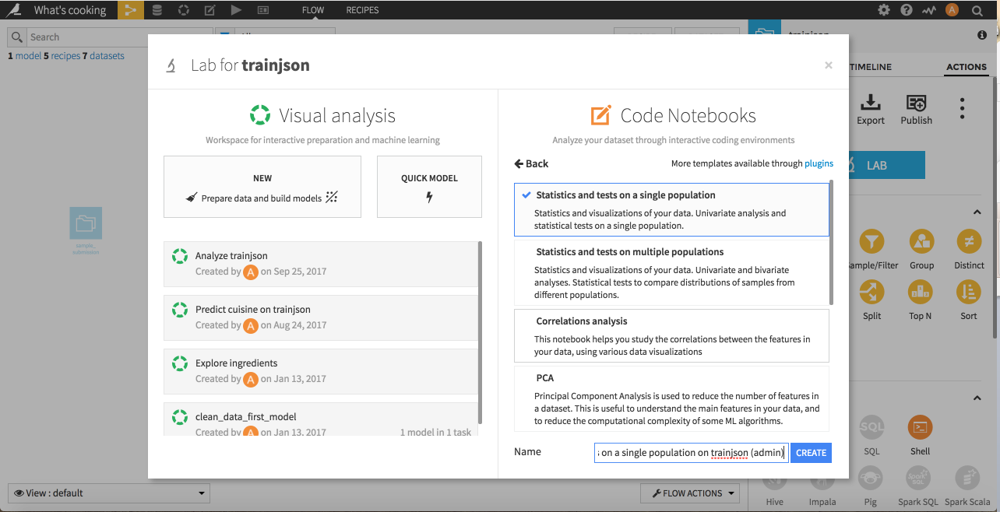 What's cooking
FLOW
RECIPES
A
Search
1 model 5 recipes 7 datasets
TIMELINE
ACTIONS
Export
Publish
LAB
sample_
submission
Lab for trainjson
×
Visual analysis
Workspace for interactive preparation and machine learning
NEW
Prepare data and build models
QUICK MODEL
Analyze trainjson
Created by A on Sep 25, 2017
Predict cuisine on trainjson
Created by A on Aug 24, 2017
Explore ingredients
Created by A on Jan 13, 2017
clean_data_first_model
Created by A on Jan 13, 2017
1 model in 1 task
Code Notebooks
Analyze your dataset through interactive coding environments
Back
More templates available through plugins
Statistics and tests on a single population
Statistics and visualizations of your data. Univariate analysis and
statistical tests on a single population.
Statistics and tests on multiple populations
Statistics and visualizations of your data. Univariate and bivariate
analyses. Statistical tests to compare distributions of samples from
different populations.
Correlations analysis
This notebook helps you study the correlations between the features in
your data, using various data visualizations
PCA
Principal Component Analysis is used to reduce the number of features in
a dataset. This is useful to understand the main features in your data, and
to reduce the computational complexity of some ML algorithms.
Name
on a single population on trainjson (admin)
CREATE
Sample/Filter
Group
Distinct
Split
Top N
Sort
SQL
SQL
Shell
Hive
Impala
Pig
Spark SQL
Spark Scala
View : default
FLOW ACTIONS